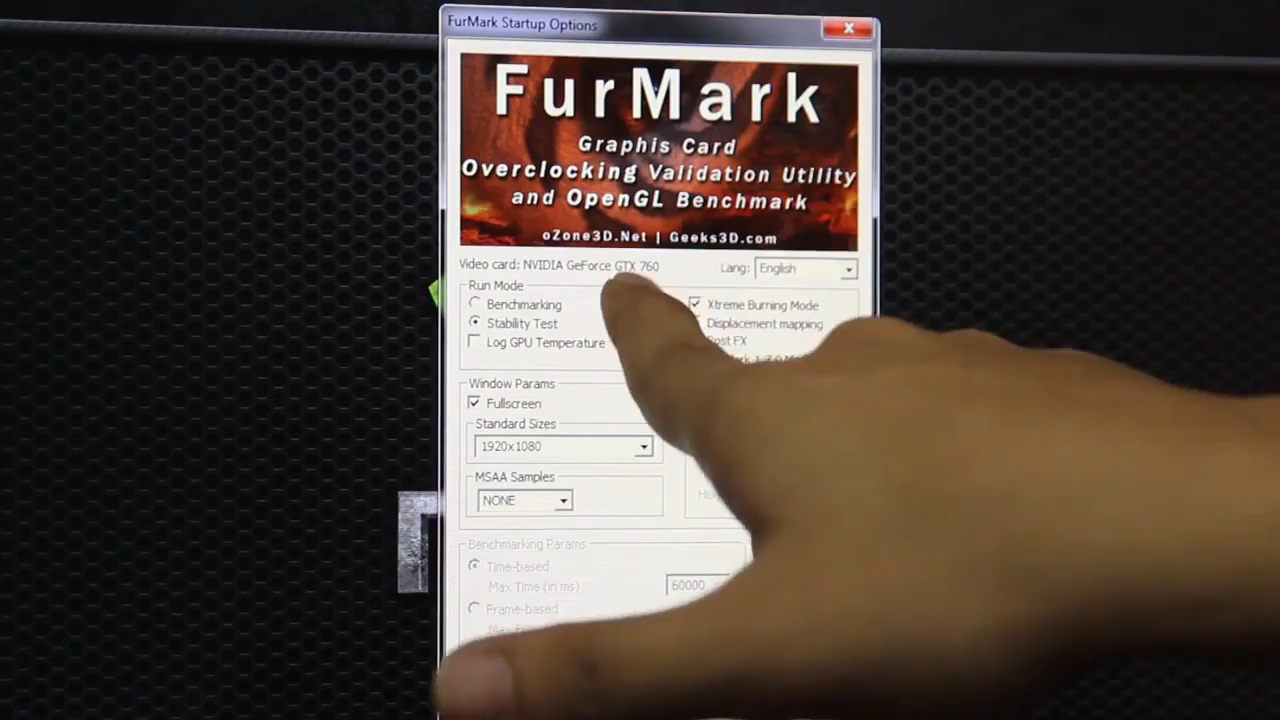 FurMark Startup Options
FurMark
Graphis Card
Overclocking Validation Utility
and OpenGL Benchmark
oZone3D.Net | Geeks3D.com
Video card: NVIDIA GeForce GTX 760
Lang: English
Run Mode
Benchmarking
Xtreme Burning Mode
Stability Test
Displacement mapping
Log GPU Temperature
Post FX
Window Params
Fullscreen
Standard Sizes
1920x1080
MSAA Samples
NONE
Benchmarking Params
Time-based
Max Time (in ms)
60000
Frame-based